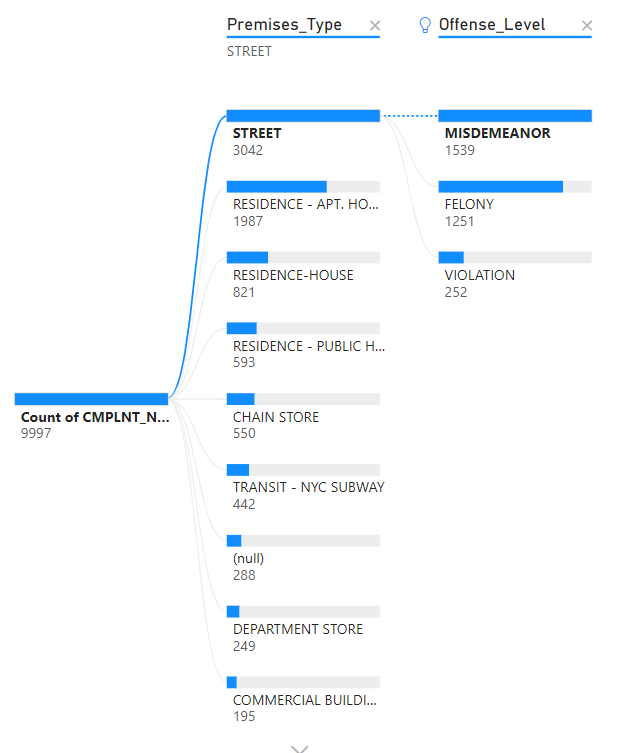 Premises_Type
Offense_Level
STREET
STREET
3042
MISDEMEANOR
1539
RESIDENCE - APT. HO...
1987
FELONY
1251
RESIDENCE-HOUSE
821
VIOLATION
252
RESIDENCE - PUBLIC H...
593
Count of CMPLNT_N...
9997
CHAIN STORE
550
TRANSIT - NYC SUBWAY
442
(null)
288
DEPARTMENT STORE
249
COMMERCIAL BUILDI...
195